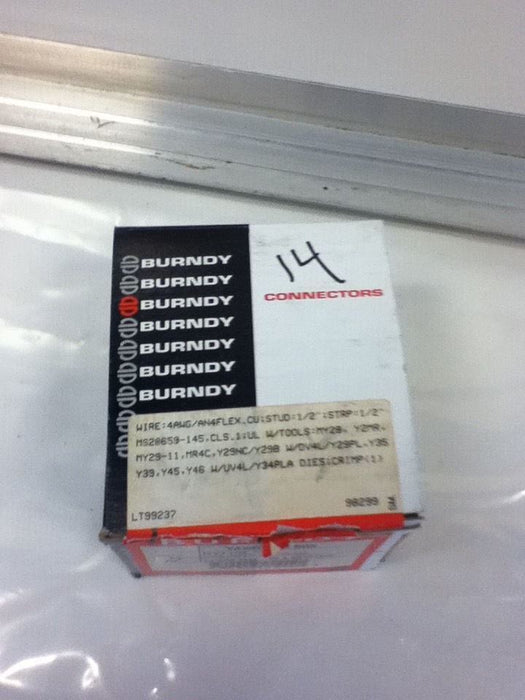 BURNDY
BURNDY
BURNDY
BURNDY
BURNDY
BURNDY
BURNDY
14
CONNECTORS
WIRE:4AWG/AN4FLEX,CU:STUD:1/2":STRP:1/2"
MS20659-145,CLS.1:UL W/TOOLS:MY28, Y2MR,
MY29-11,MR4C,Y29NC/Y29B W/DV4L/Y29PL,Y35
Y39,Y45,Y46 W/UV4L/Y34PLA DIES:CRIMP(1)
LT99237 98299